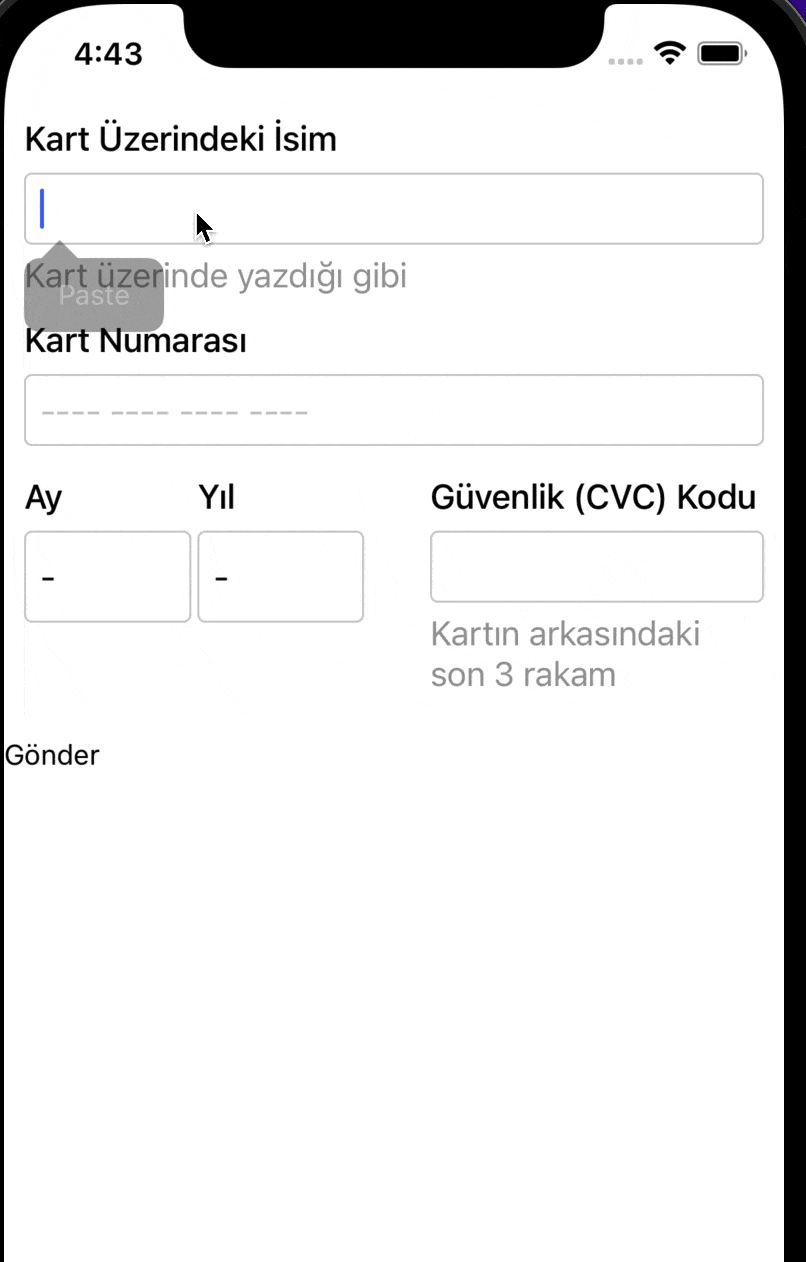 4:43
Kart Üzerindeki İsim
Kart üzerinde yazdığı gibi
Paste
Kart Numarası
---- ---- ---- ----
Ay Yıl Güvenlik (CVC) Kodu
- -
Kartın arkasındaki
son 3 rakam
Gönder